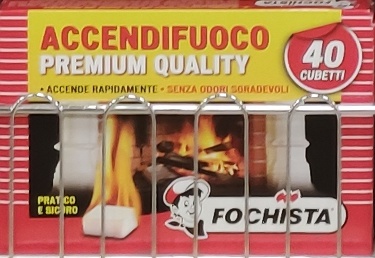 ACCENDIFUOCO
PREMIUM QUALITY
• ACCENDE RAPIDAMENTE • SENZA ODORI SGRADEVOLI
40
CUBETTI
PRATICO
E SICURO
FOCHISTA